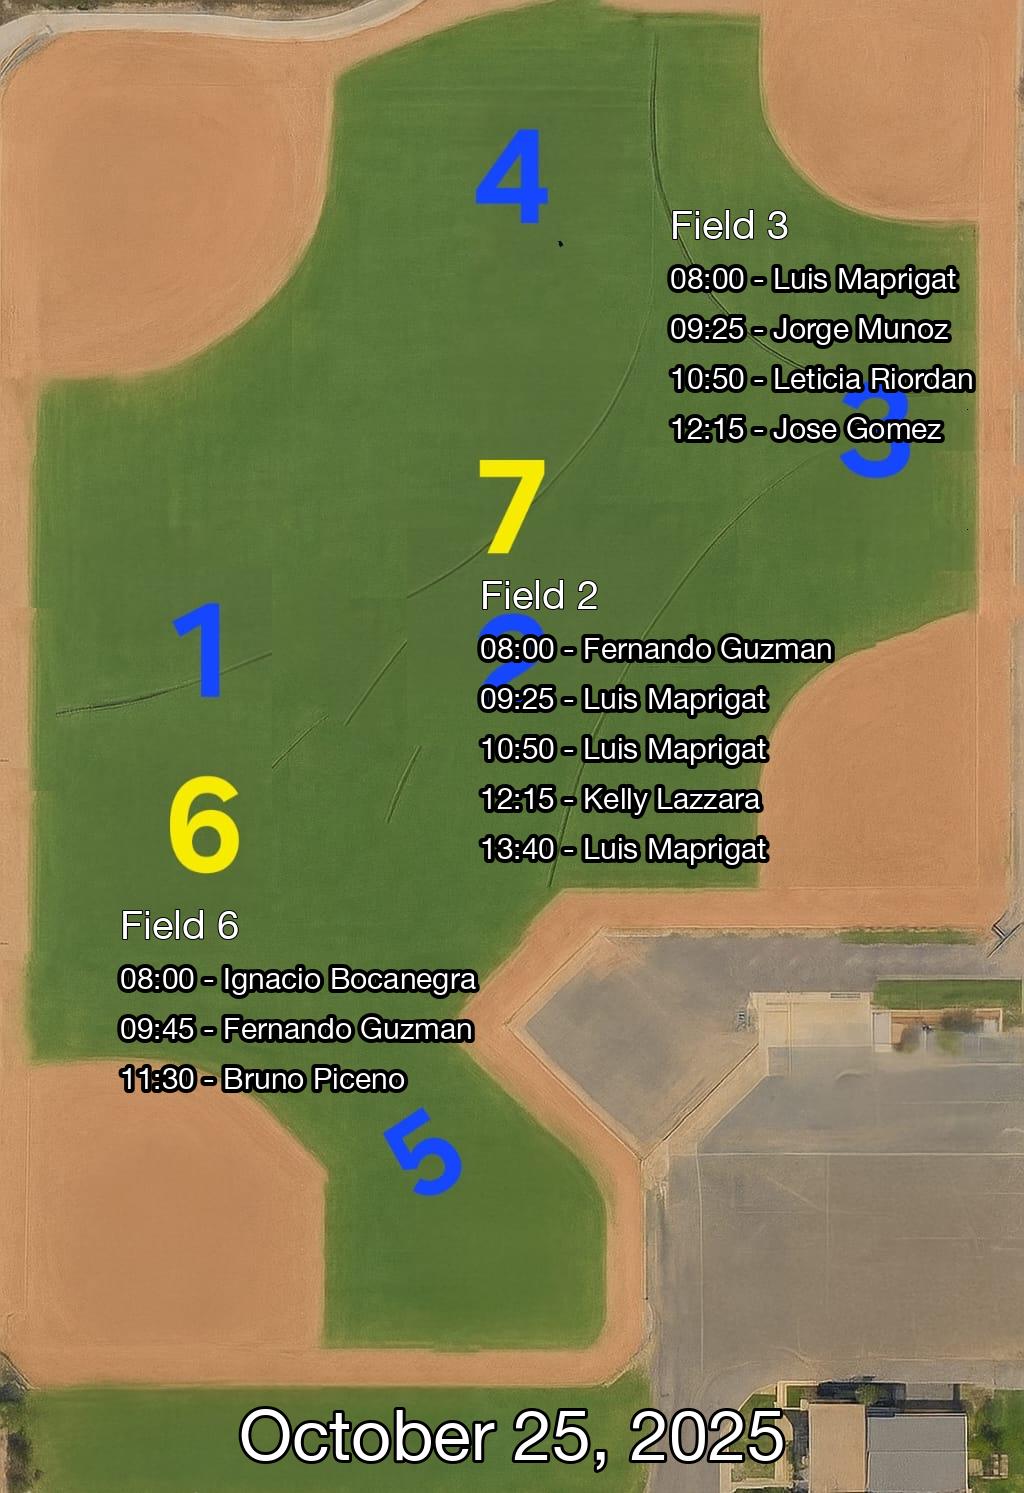 4
Field 3
08:00 - Luis Maprigat
09:25 - Jorge Munoz
10:50 - Leticia Riordan
12:15 - Jose Gomez
3
7
Field 2
2
08:00 - Fernando Guzman
09:25 - Luis Maprigat
10:50 - Luis Maprigat
12:15 - Kelly Lazzara
13:40 - Luis Maprigat
1
6
Field 6
08:00 - Ignacio Bocanegra
09:45 - Fernando Guzman
11:30 - Bruno Piceno
5
October 25, 2025